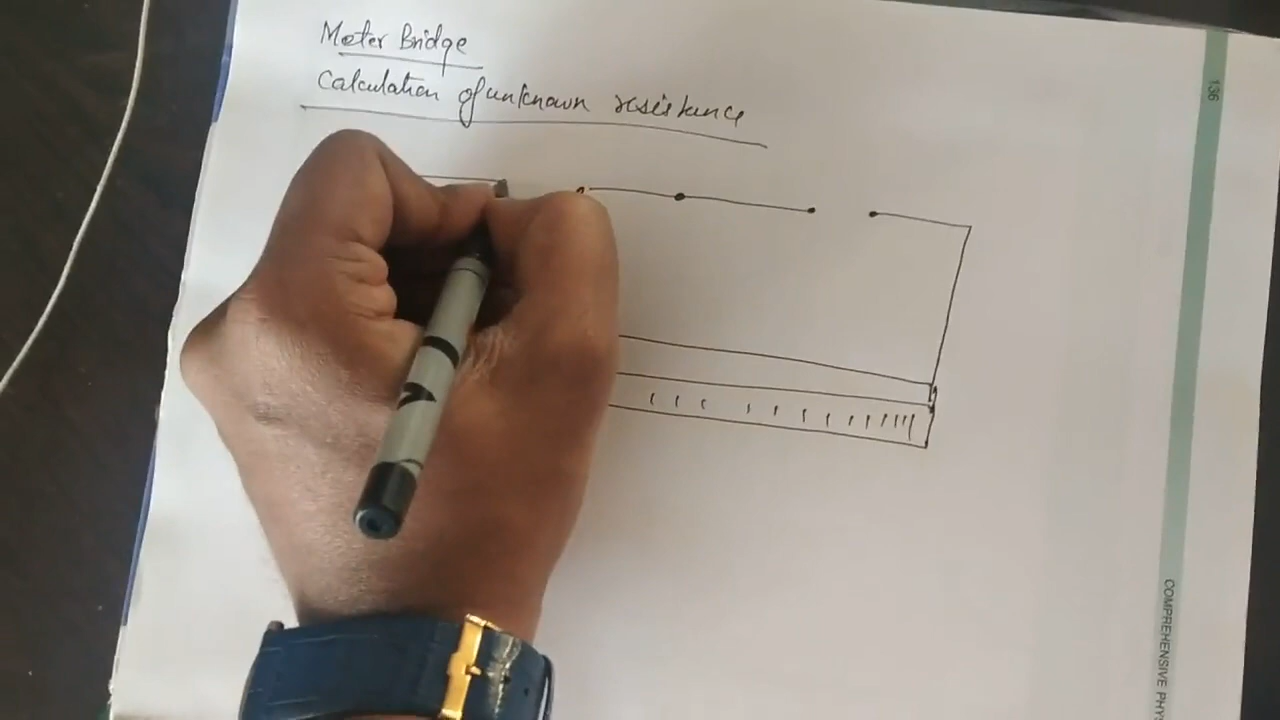 Meter Bridge
Calculation of unknown resistance
136
COMPREHENSIVE PHY